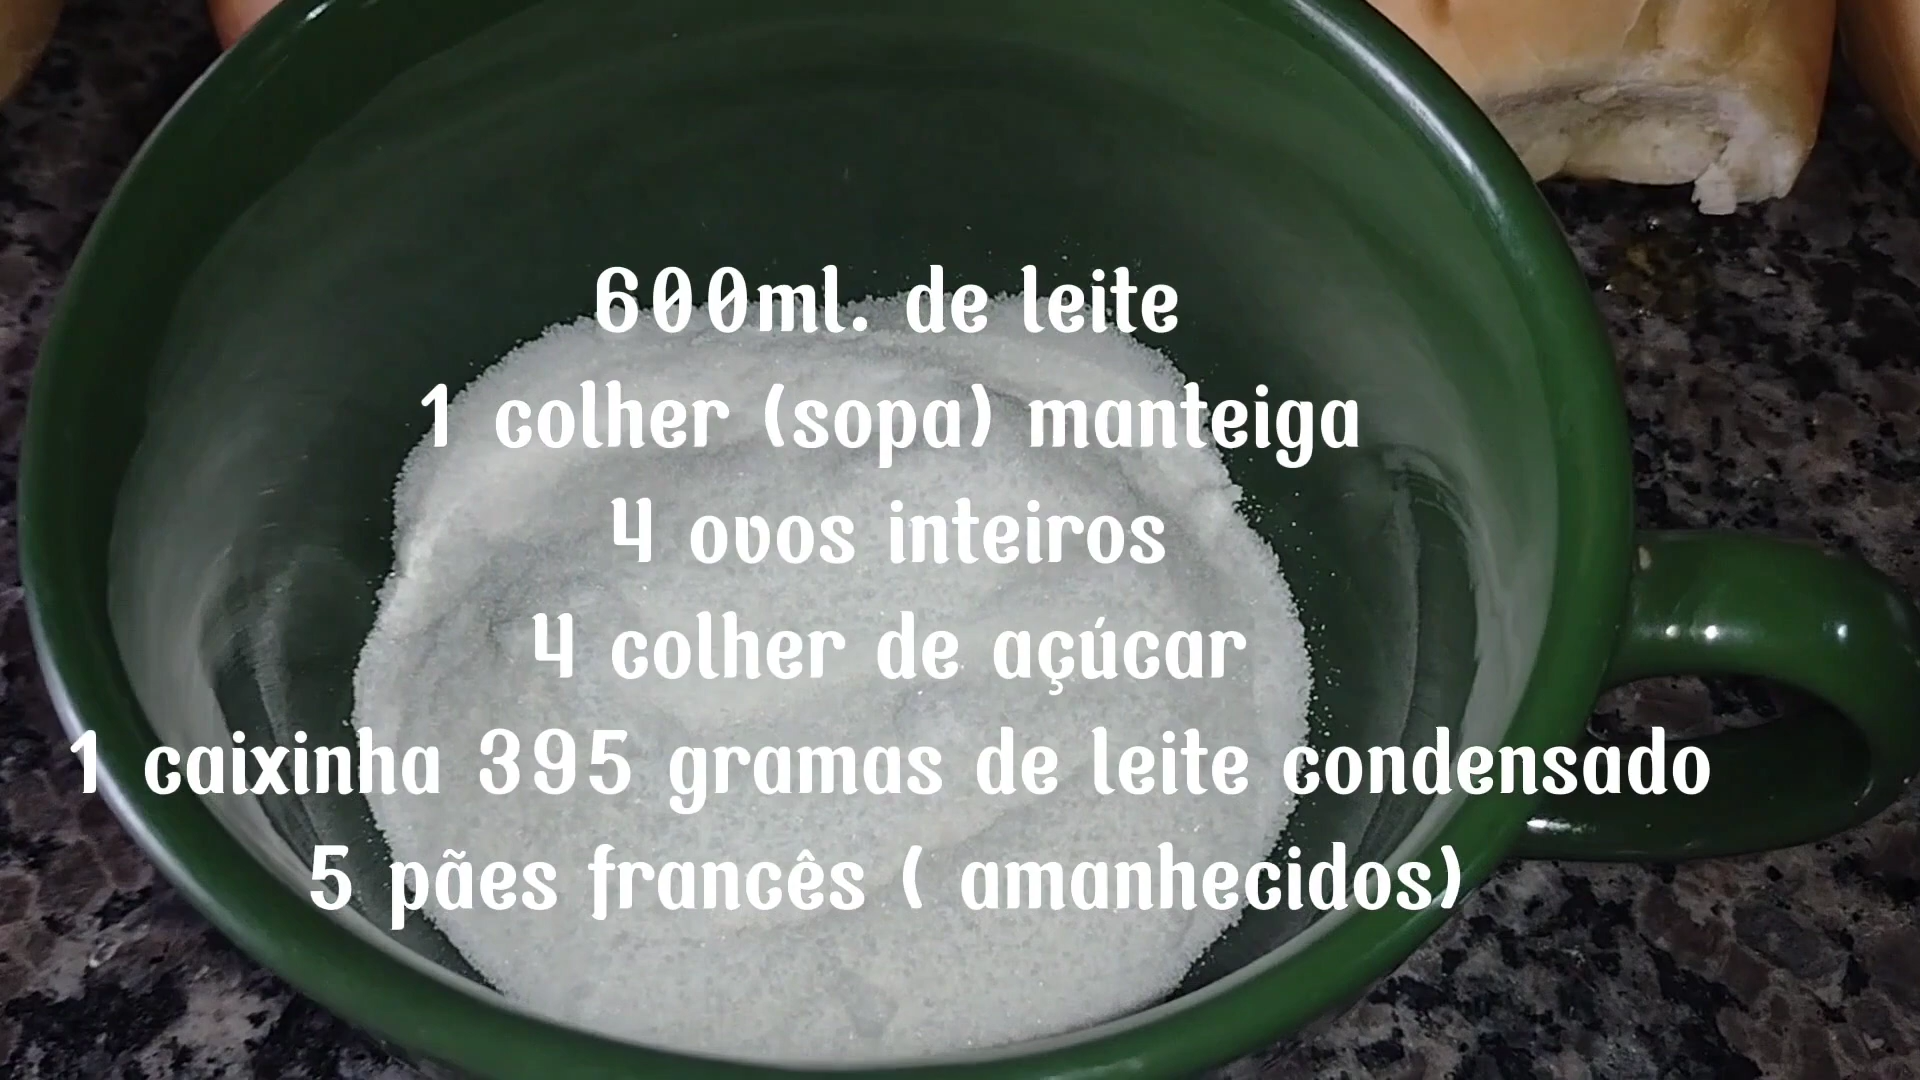 600ml. de leite
1 colher (sopa) manteiga
4 ovos inteiros
4 colher de açúcar
1 caixinha 395 gramas de leite condensado
5 pães francês ( amanhecidos)